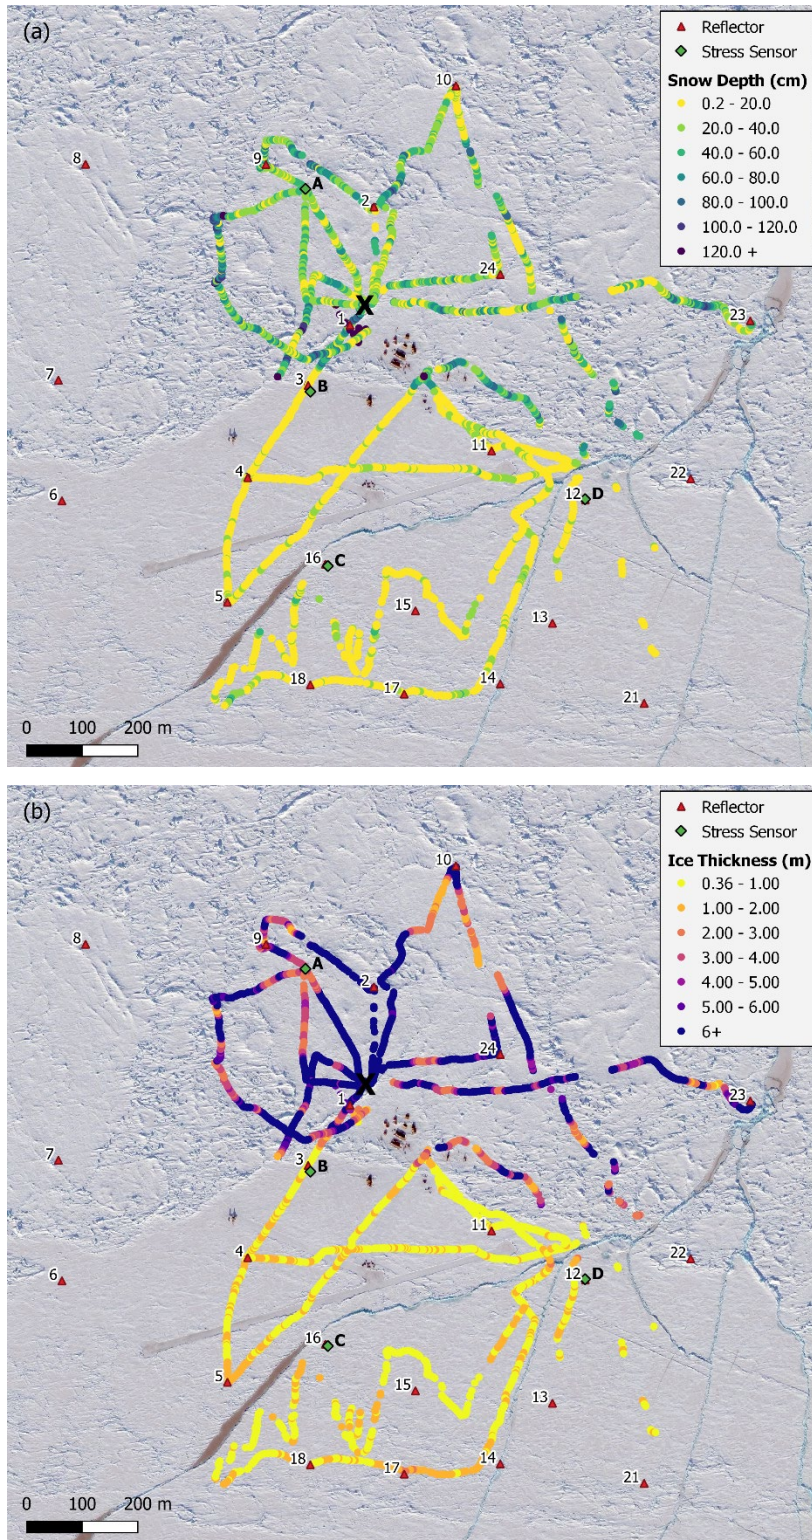 (a)
Reflector
Stress Sensor
Snow Depth (cm)
0.2 - 20.0
20.0 - 40.0
40.0 - 60.0
60.0 - 80.0
80.0 - 100.0
100.0 - 120.0
120.0 +
10
8
9
A
2
24
X
1
23
7
3
B
11
4
22
6
12
D
16
C
5
15
13
18
17
14
21
0 100 200 m
(b)
Reflector
Stress Sensor
Ice Thickness (m)
0.36 - 1.00
1.00 - 2.00
2.00 - 3.00
3.00 - 4.00
4.00 - 5.00
5.00 - 6.00
6+
10
8
9
A
2
24
X
1
23
7
3
B
11
4
22
6
12
D
16
C
5
15
13
18
17
14
21
0 100 200 m